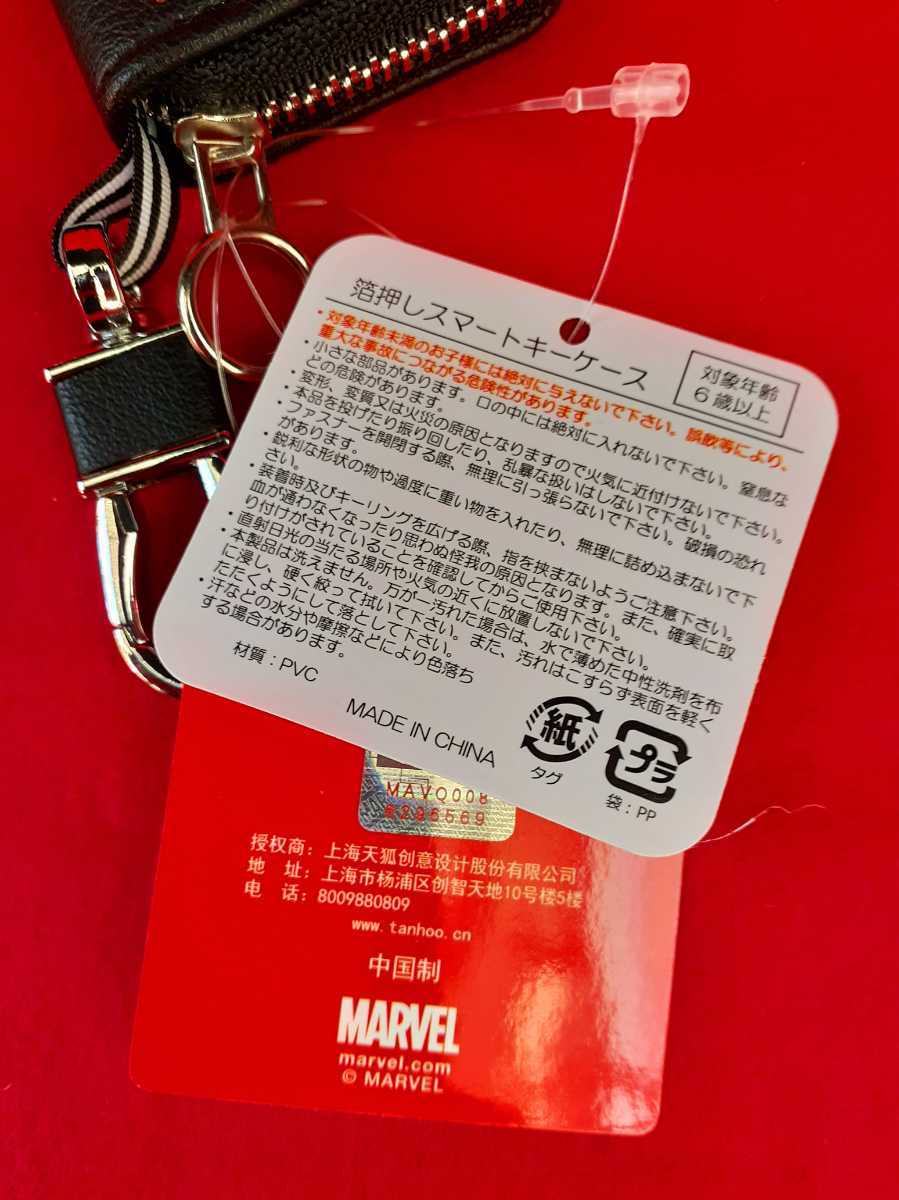 箔押しスマートキーケース
対象年齢
6歳以上
・対象年齢未満のお子様には絶対に与えないで下さい。誤飲等により、
重大な事故につながる危険性があります。
・小さな部品があります。口の中には絶対に入れないで下さい。窒息な
どの危険があります。
・変形、変質又は火災の原因となりますので火気に近付けないで下さい。
・本品を投げたり振り回したり、乱暴な扱いはしないで下さい。
・ファスナーを開閉する際、無理に引っ張らないで下さい。破損の恐れ
があります。
・鋭利な形状の物や過度に重い物を入れたり、無理に詰め込まないで下
さい。
・装着時及びキーリングを広げる際、指を挟まないようご注意下さい。
血が通わなくなったり思わぬ怪我の原因となります。また、確実に取
り付けがされていることを確認してからご使用下さい。
・直射日光の当たる場所や火気の近くに放置しないで下さい。
・本製品は洗えません。万が一汚れた場合は、水で薄めた中性洗剤を布
に浸し、硬く絞って拭いて下さい。また、汚れはこすらず表面を軽く
たたくようにして落として下さい。
・汗などの水分や摩擦などにより色落ち
する場合があります。
材質：PVC
MADE IN CHINA
紙
タグ
プラ
袋：PP
MAVQ008
296569
授权商：上海天狐创意设计股份有限公司
地 址：上海市杨浦区创智天地10号楼5楼
电 话：8009880809
www.tanhoo.cn
中国制
MARVEL
marvel.com
© MARVEL